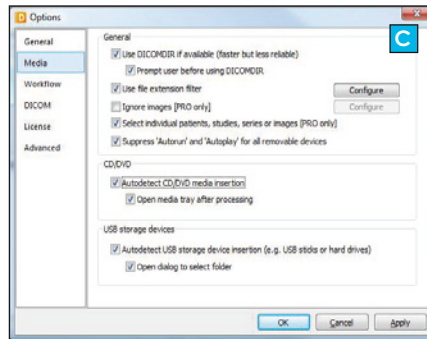 D Options
C
General
Media
Workflow
DICOM
License
Advanced
General
Use DICOMDIR if available (faster but less reliable)
Prompt user before using DICOMDIR
Use file extension filter
Configure
Ignore images [PRO only]
Configure
Select individual patients, studies, series or images [PRO only]
Suppress 'Autorun' and 'Autoplay' for all removable devices
CD/DVD
Autodetect CD/DVD media insertion
Open media tray after processing
USB storage devices
Autodetect USB storage device insertion (e.g. USB sticks or hard drives)
Open dialog to select folder
OK Cancel Apply